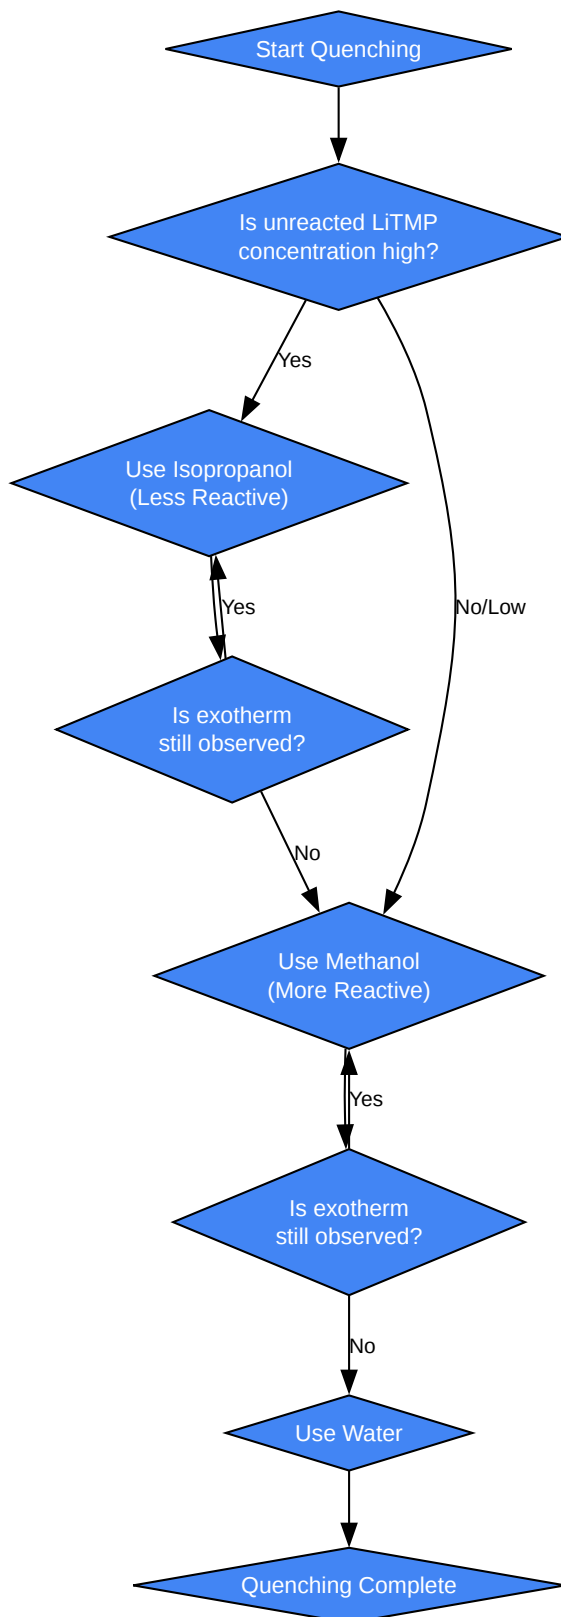 Start Quenching
Is unreacted LiTMP
concentration high?
Yes
Use Isopropanol
(Less Reactive)
Yes
No/Low
Is exotherm
still observed?
No
Use Methanol
(More Reactive)
Yes
Is exotherm
still observed?
No
Use Water
Quenching Complete